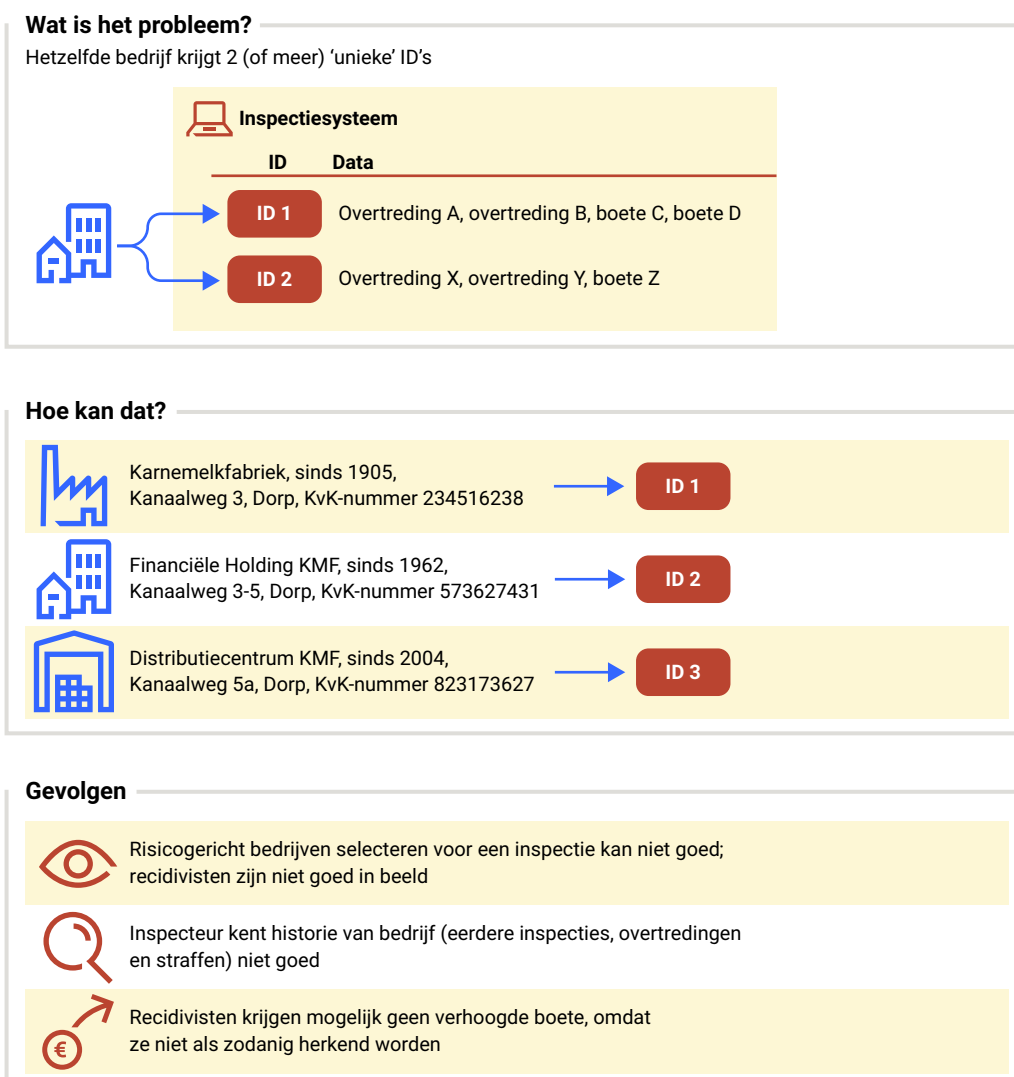 Wat is het probleem?
Hetzelfde bedrijf krijgt 2 (of meer) ‘unieke’ ID’s
Inspectiesysteem
ID Data
ID 1 Overtreding A, overtreding B, boete C, boete D
ID 2 Overtreding X, overtreding Y, boete Z
Hoe kan dat?
Karnemelkfabriek, sinds 1905,
Kanaalweg 3, Dorp, KvK-nummer 234516238
ID 1
Financiële Holding KMF, sinds 1962,
Kanaalweg 3-5, Dorp, KvK-nummer 573627431
ID 2
Distributiecentrum KMF, sinds 2004,
Kanaalweg 5a, Dorp, KvK-nummer 823173627
ID 3
Gevolgen
Risicogericht bedrijven selecteren voor een inspectie kan niet goed;
recidivisten zijn niet goed in beeld
Inspecteur kent historie van bedrijf (eerdere inspecties, overtredingen
en straffen) niet goed
Recidivisten krijgen mogelijk geen verhoogde boete, omdat
ze niet als zodanig herkend worden
€